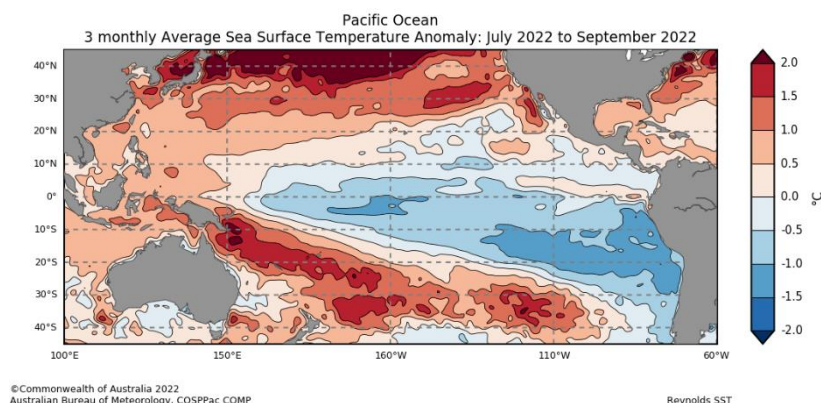 Pacific Ocean
3 monthly Average Sea Surface Temperature Anomaly: July 2022 to September 2022
40°N
30°N
20°N
10°N
0°
10°S
20°S
30°S
40°S
100°E
150°E
160°W
110°W
60°W
2.0
1.5
1.0
0.5
0.0
-0.5
-1.0
-1.5
-2.0
°C
©Commonwealth of Australia 2022
Australian Bureau of Meteorology, COSPPac COMP
Reynolds SST